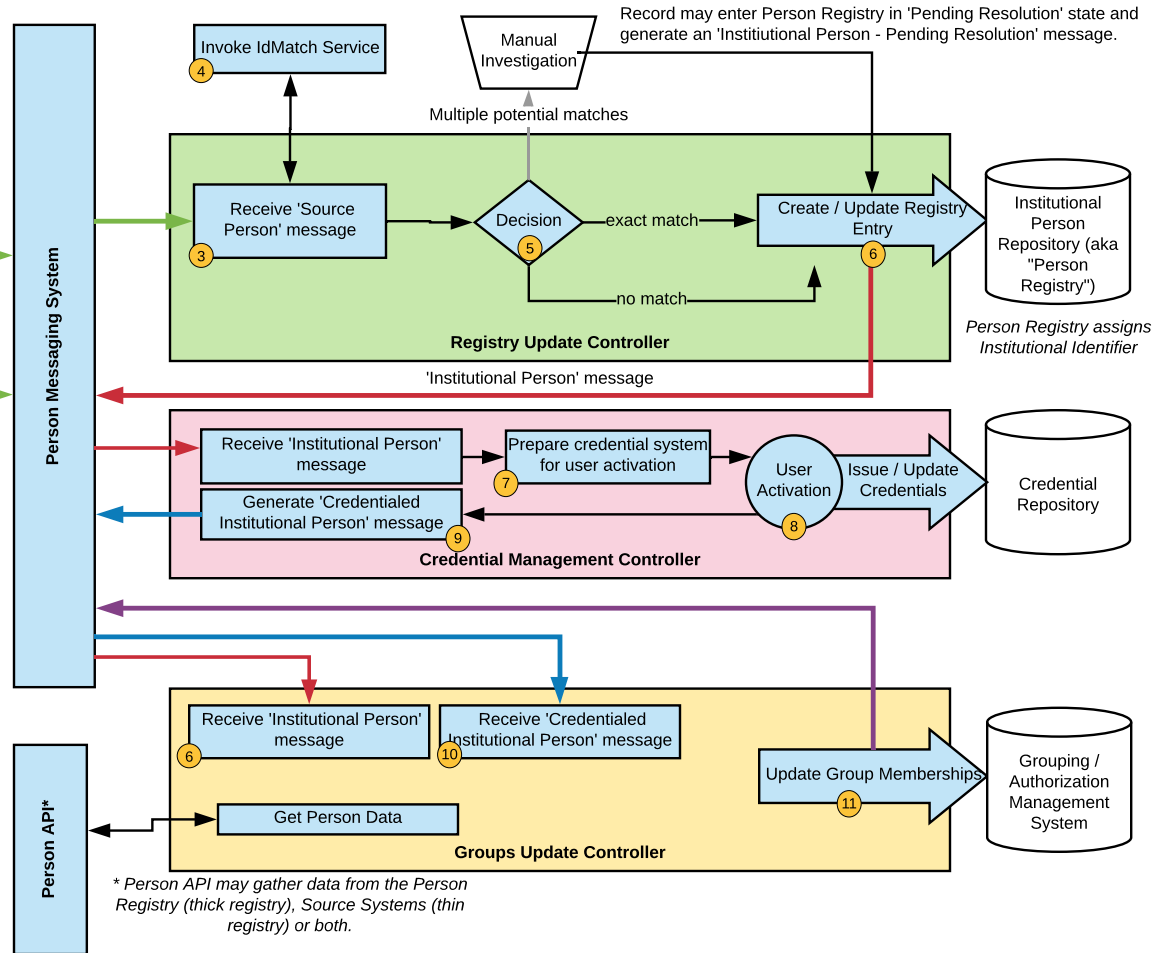 Record may enter Person Registry in 'Pending Resolution' state and
generate an 'Institutional Person - Pending Resolution' message.
Invoke IdMatch Service
4
Manual
Investigation
Multiple potential matches
Person Messaging System
Receive 'Source
Person' message
3
Decision
5
exact match
no match
Create / Update Registry
Entry
6
Registry Update Controller
Institutional
Person
Repository (aka
"Person
Registry")
Person Registry assigns
Institutional Identifier
'Institutional Person' message
Receive 'Institutional Person'
message
Prepare credential system
for user activation
7
User
Activation
8
Issue / Update
Credentials
Generate 'Credentialed
Institutional Person' message
9
Credential Management Controller
Credential
Repository
Receive 'Institutional Person'
message
6
Receive 'Credentialed
Institutional Person' message
10
Update Group Memberships
11
Get Person Data
Groups Update Controller
Grouping /
Authorization
Management
System
Person API*
* Person API may gather data from the Person
Registry (thick registry), Source Systems (thin
registry) or both.